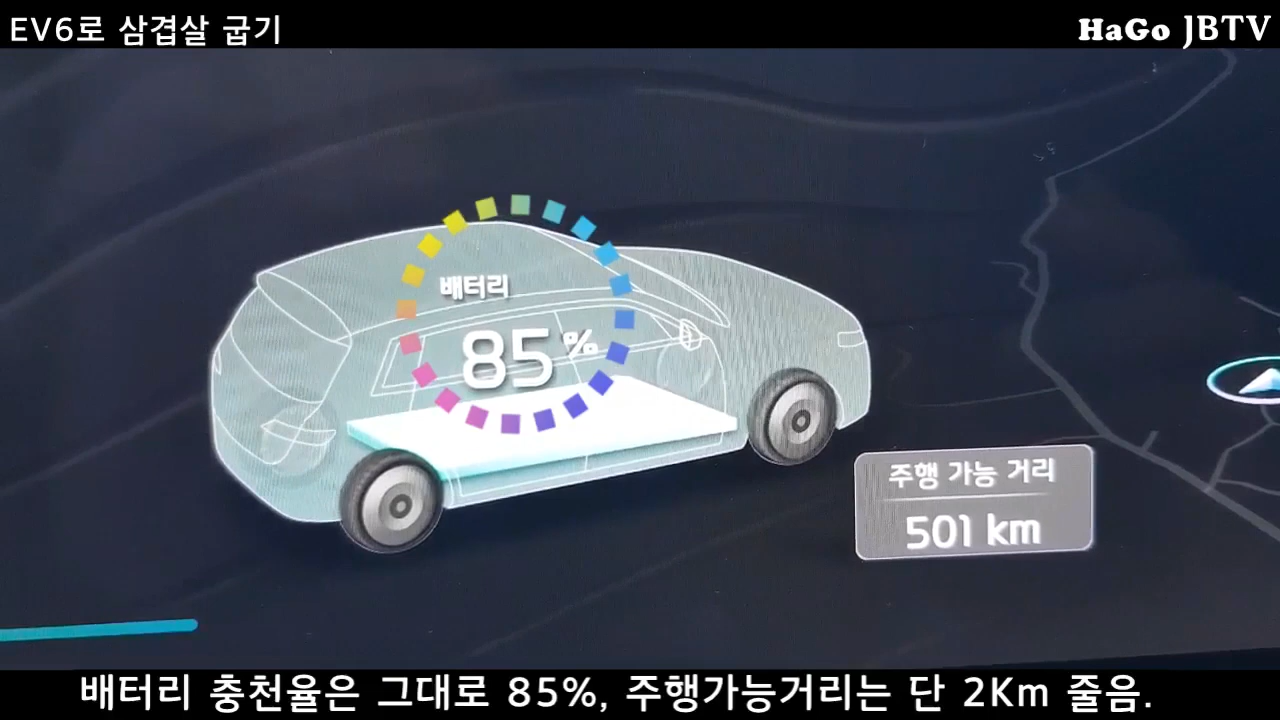 EV6로 삼겹살 굽기
HaGo JBTV
배터리
85%
주행 가능 거리
501 km
배터리 충천율은 그대로 85%, 주행가능거리는 단 2Km 줄음.